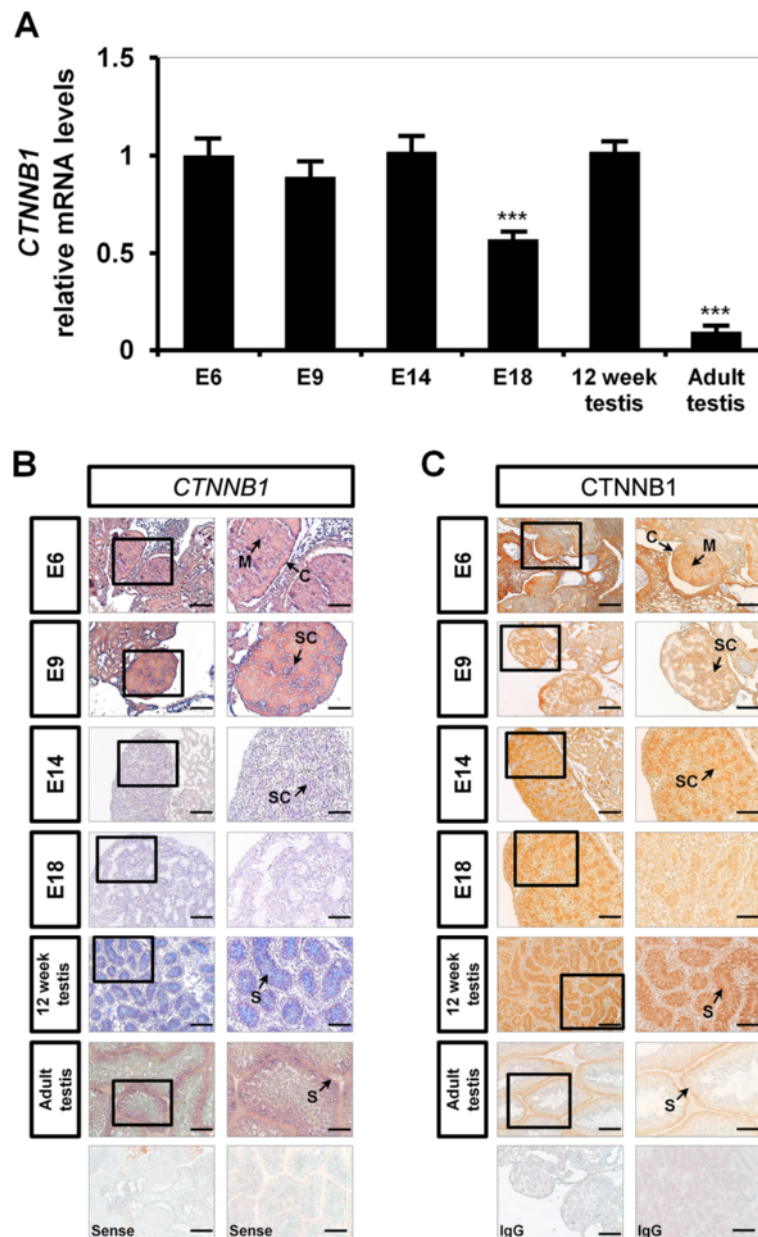 A
CTNNB1
relative mRNA levels
1.5
1
0.5
0
***
***
E6
E9
E14
E18
12 week
testis
Adult
testis
B
CTNNB1
E6
M
C
E9
SC
E14
SC
E18
12 week
testis
S
Adult
testis
S
Sense
Sense
C
CTNNB1
E6
C
M
E9
SC
E14
SC
E18
12 week
testis
S
Adult
testis
S
IgG
IgG